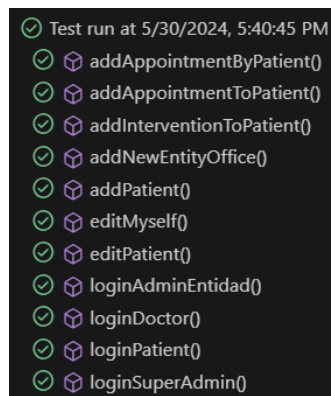 Test run at 5/30/2024, 5:40:45 PM
addAppointmentByPatient()
addAppointmentToPatient()
addInterventionToPatient()
addNewEntityOffice()
addPatient()
editMyself()
editPatient()
loginAdminEntidad()
loginDoctor()
loginPatient()
loginSuperAdmin()